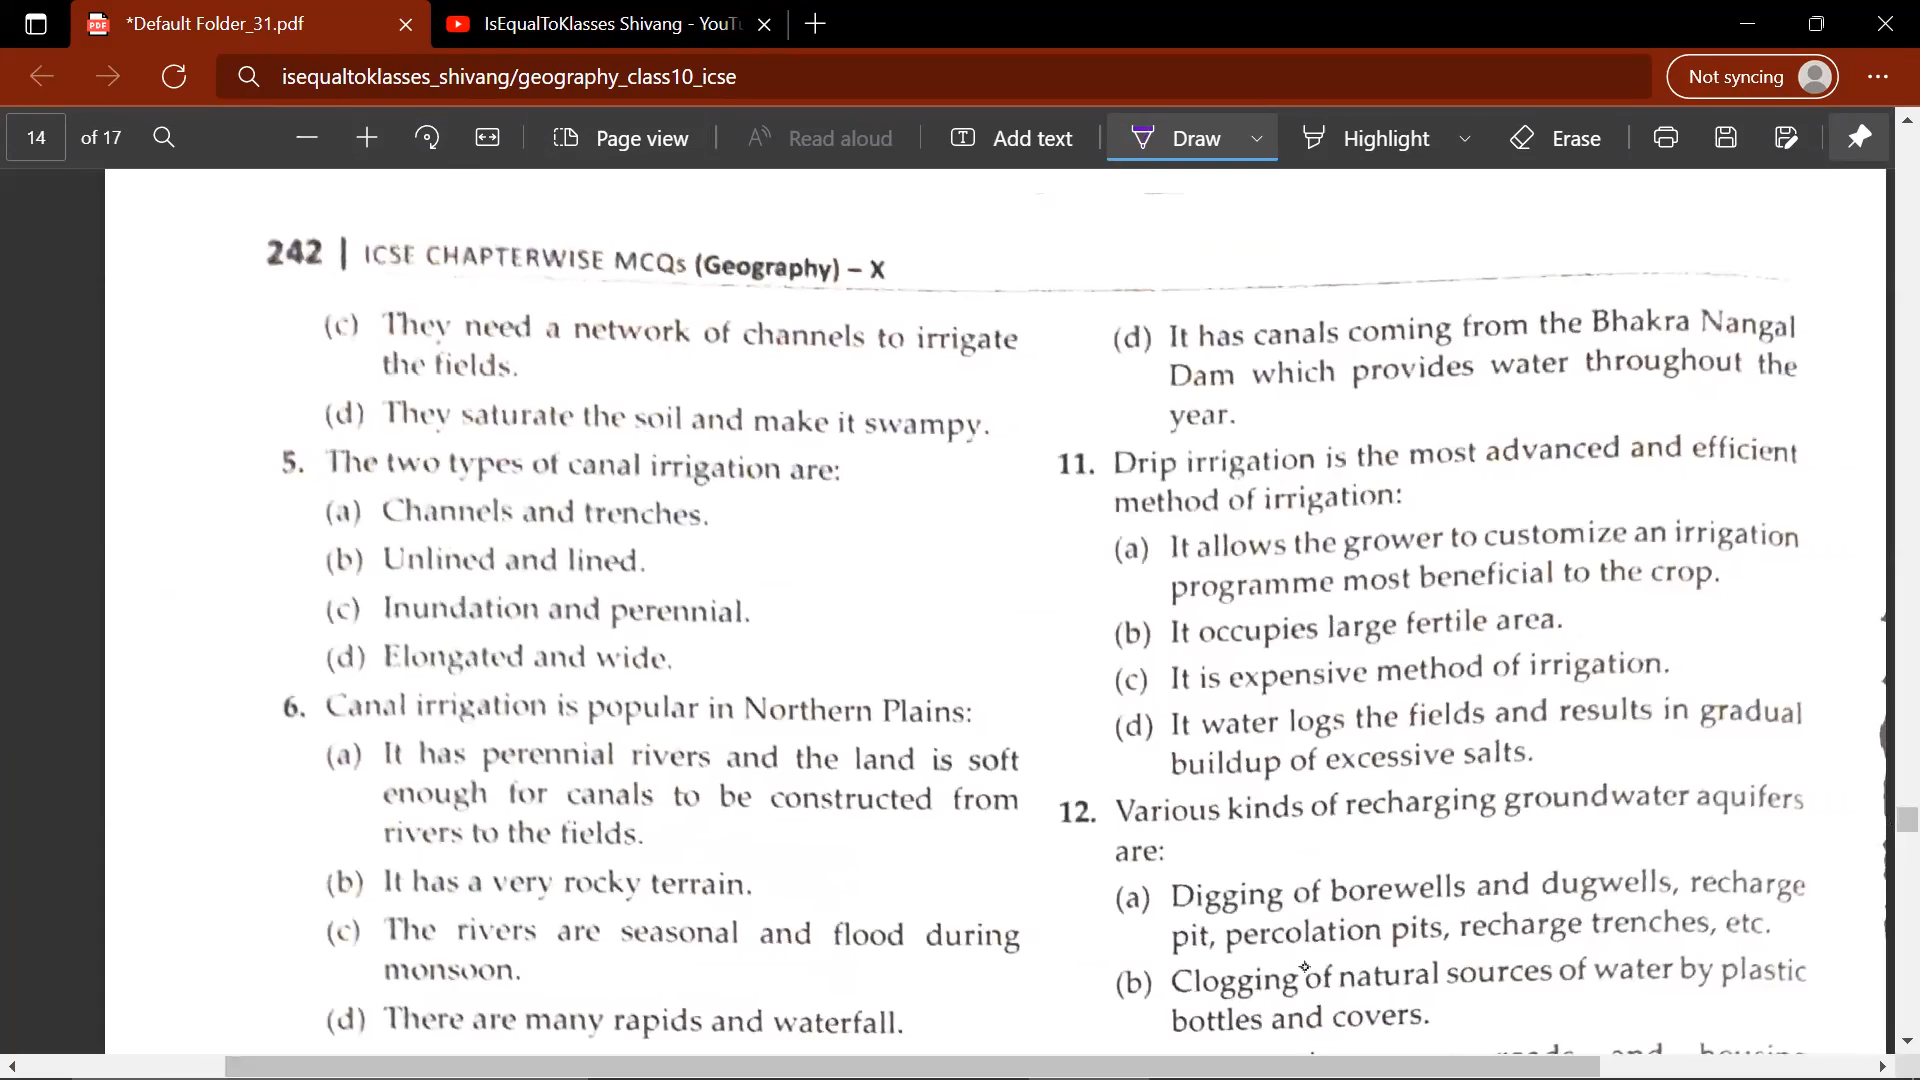 *Default Folder_31.pdf
IsEqualToKlasses Shivang - YouTu
isequaltoklasses_shivang/geography_class10_icse
Not syncing
14 of 17
Page view
Read aloud
Add text
Draw
Highlight
Erase
242 | ICSE CHAPTERWISE MCQs (Geography) – X
(c) They need a network of channels to irrigate
the fields.
(d) They saturate the soil and make it swampy.
5. The two types of canal irrigation are:
(a) Channels and trenches.
(b) Unlined and lined.
(c) Inundation and perennial.
(d) Elongated and wide.
6. Canal irrigation is popular in Northern Plains:
(a) It has perennial rivers and the land is soft
enough for canals to be constructed from
rivers to the fields.
(b) It has a very rocky terrain.
(c) The rivers are seasonal and flood during
monsoon.
(d) There are many rapids and waterfall.
(d) It has canals coming from the Bhakra Nangal
Dam which provides water throughout the
year.
11. Drip irrigation is the most advanced and efficient
method of irrigation:
(a) It allows the grower to customize an irrigation
programme most beneficial to the crop.
(b) It occupies large fertile area.
(c) It is expensive method of irrigation.
(d) It water logs the fields and results in gradual
buildup of excessive salts.
12. Various kinds of recharging groundwater aquifers
are:
(a) Digging of borewells and dugwells, recharge
pit, percolation pits, recharge trenches, etc.
(b) Clogging of natural sources of water by plastic
bottles and covers.